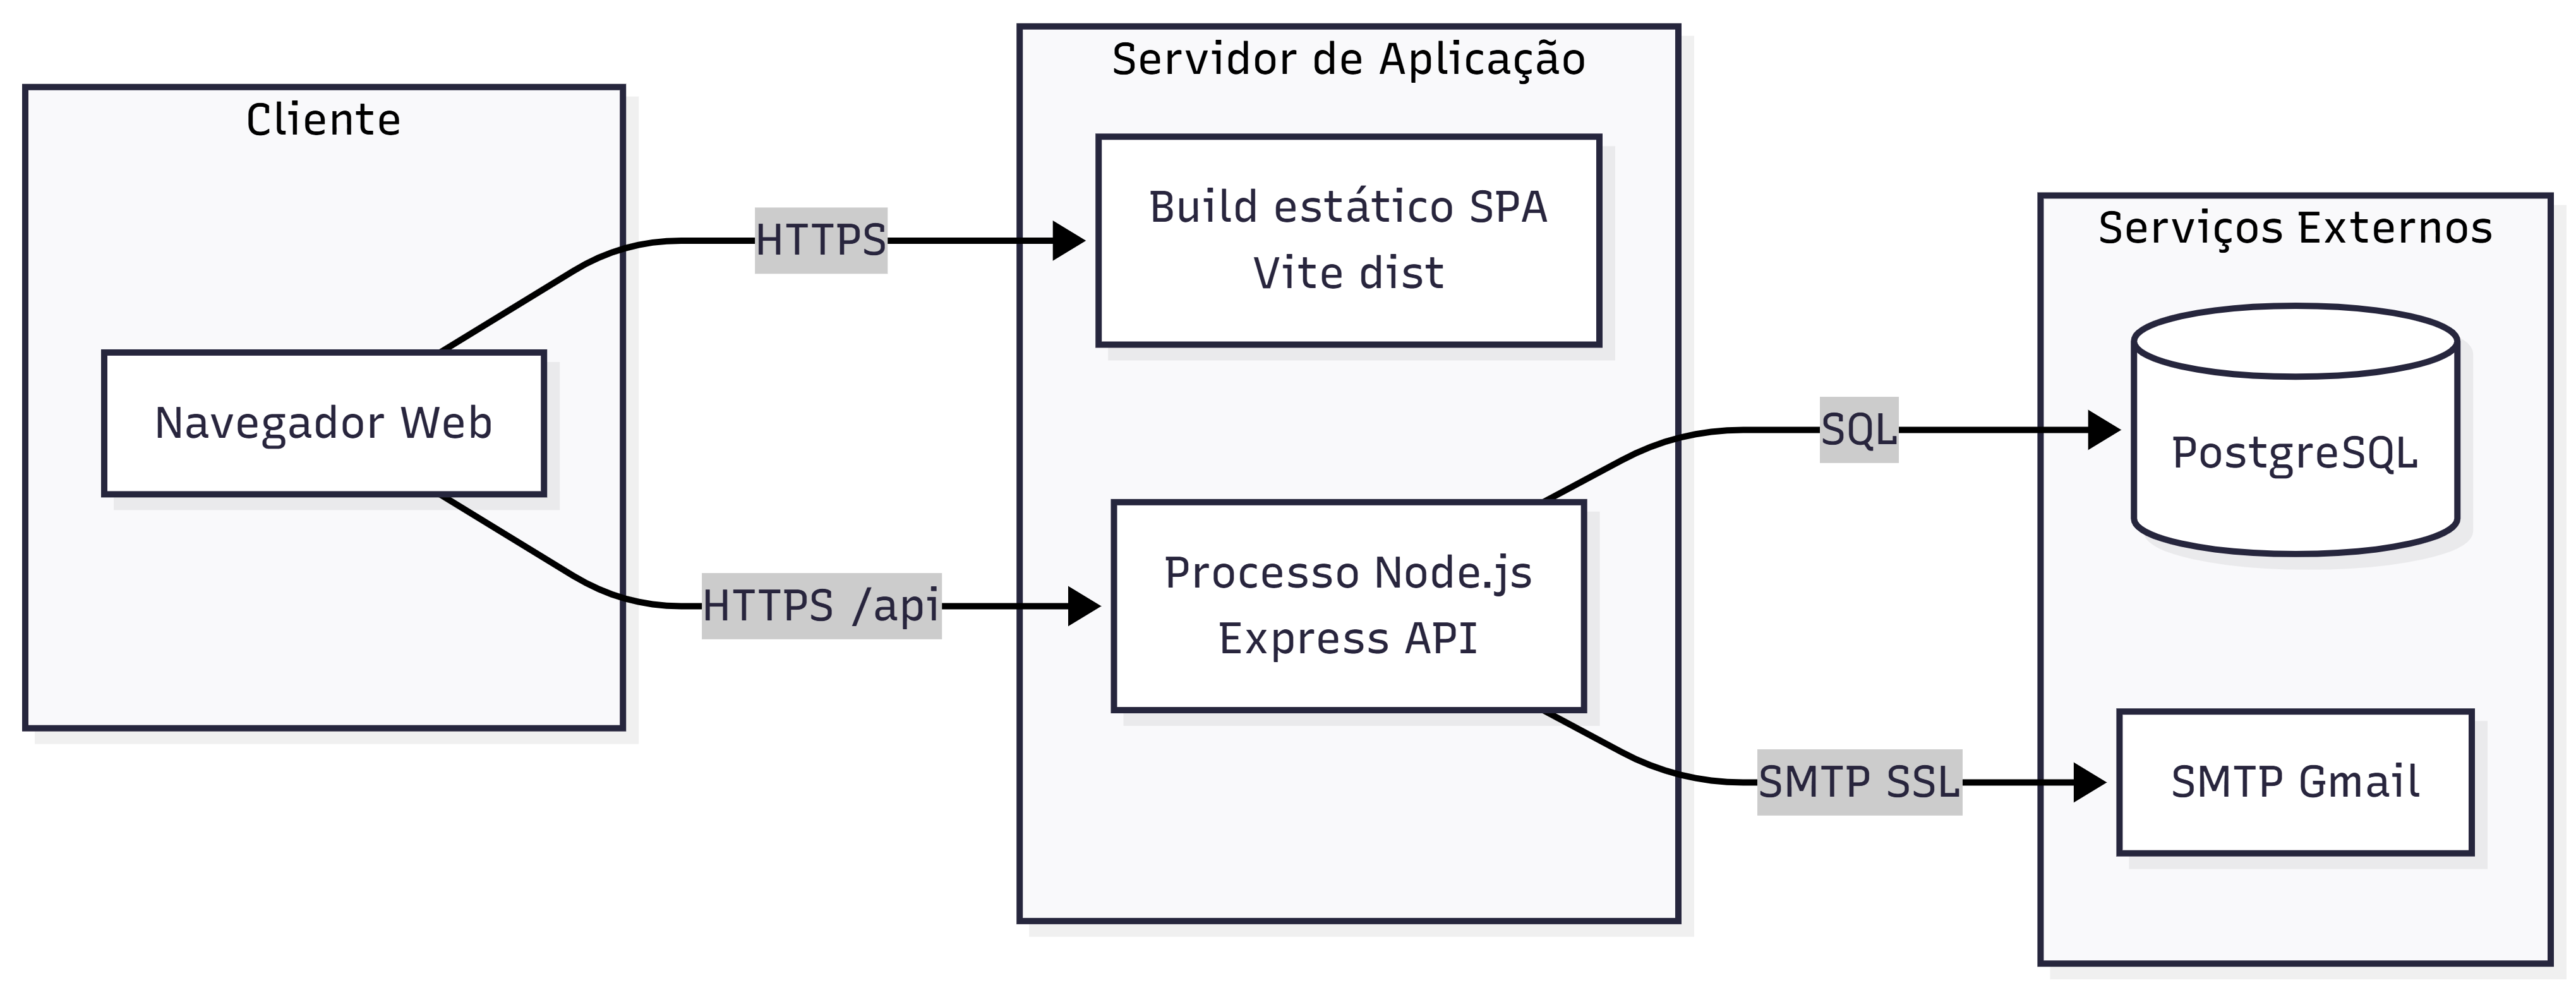 Cliente
Navegador Web
HTTPS
HTTPS /api
Servidor de Aplicação
Build estático SPA
Vite dist
Processo Node.js
Express API
SQL
SMTP SSL
Serviços Externos
PostgreSQL
SMTP Gmail